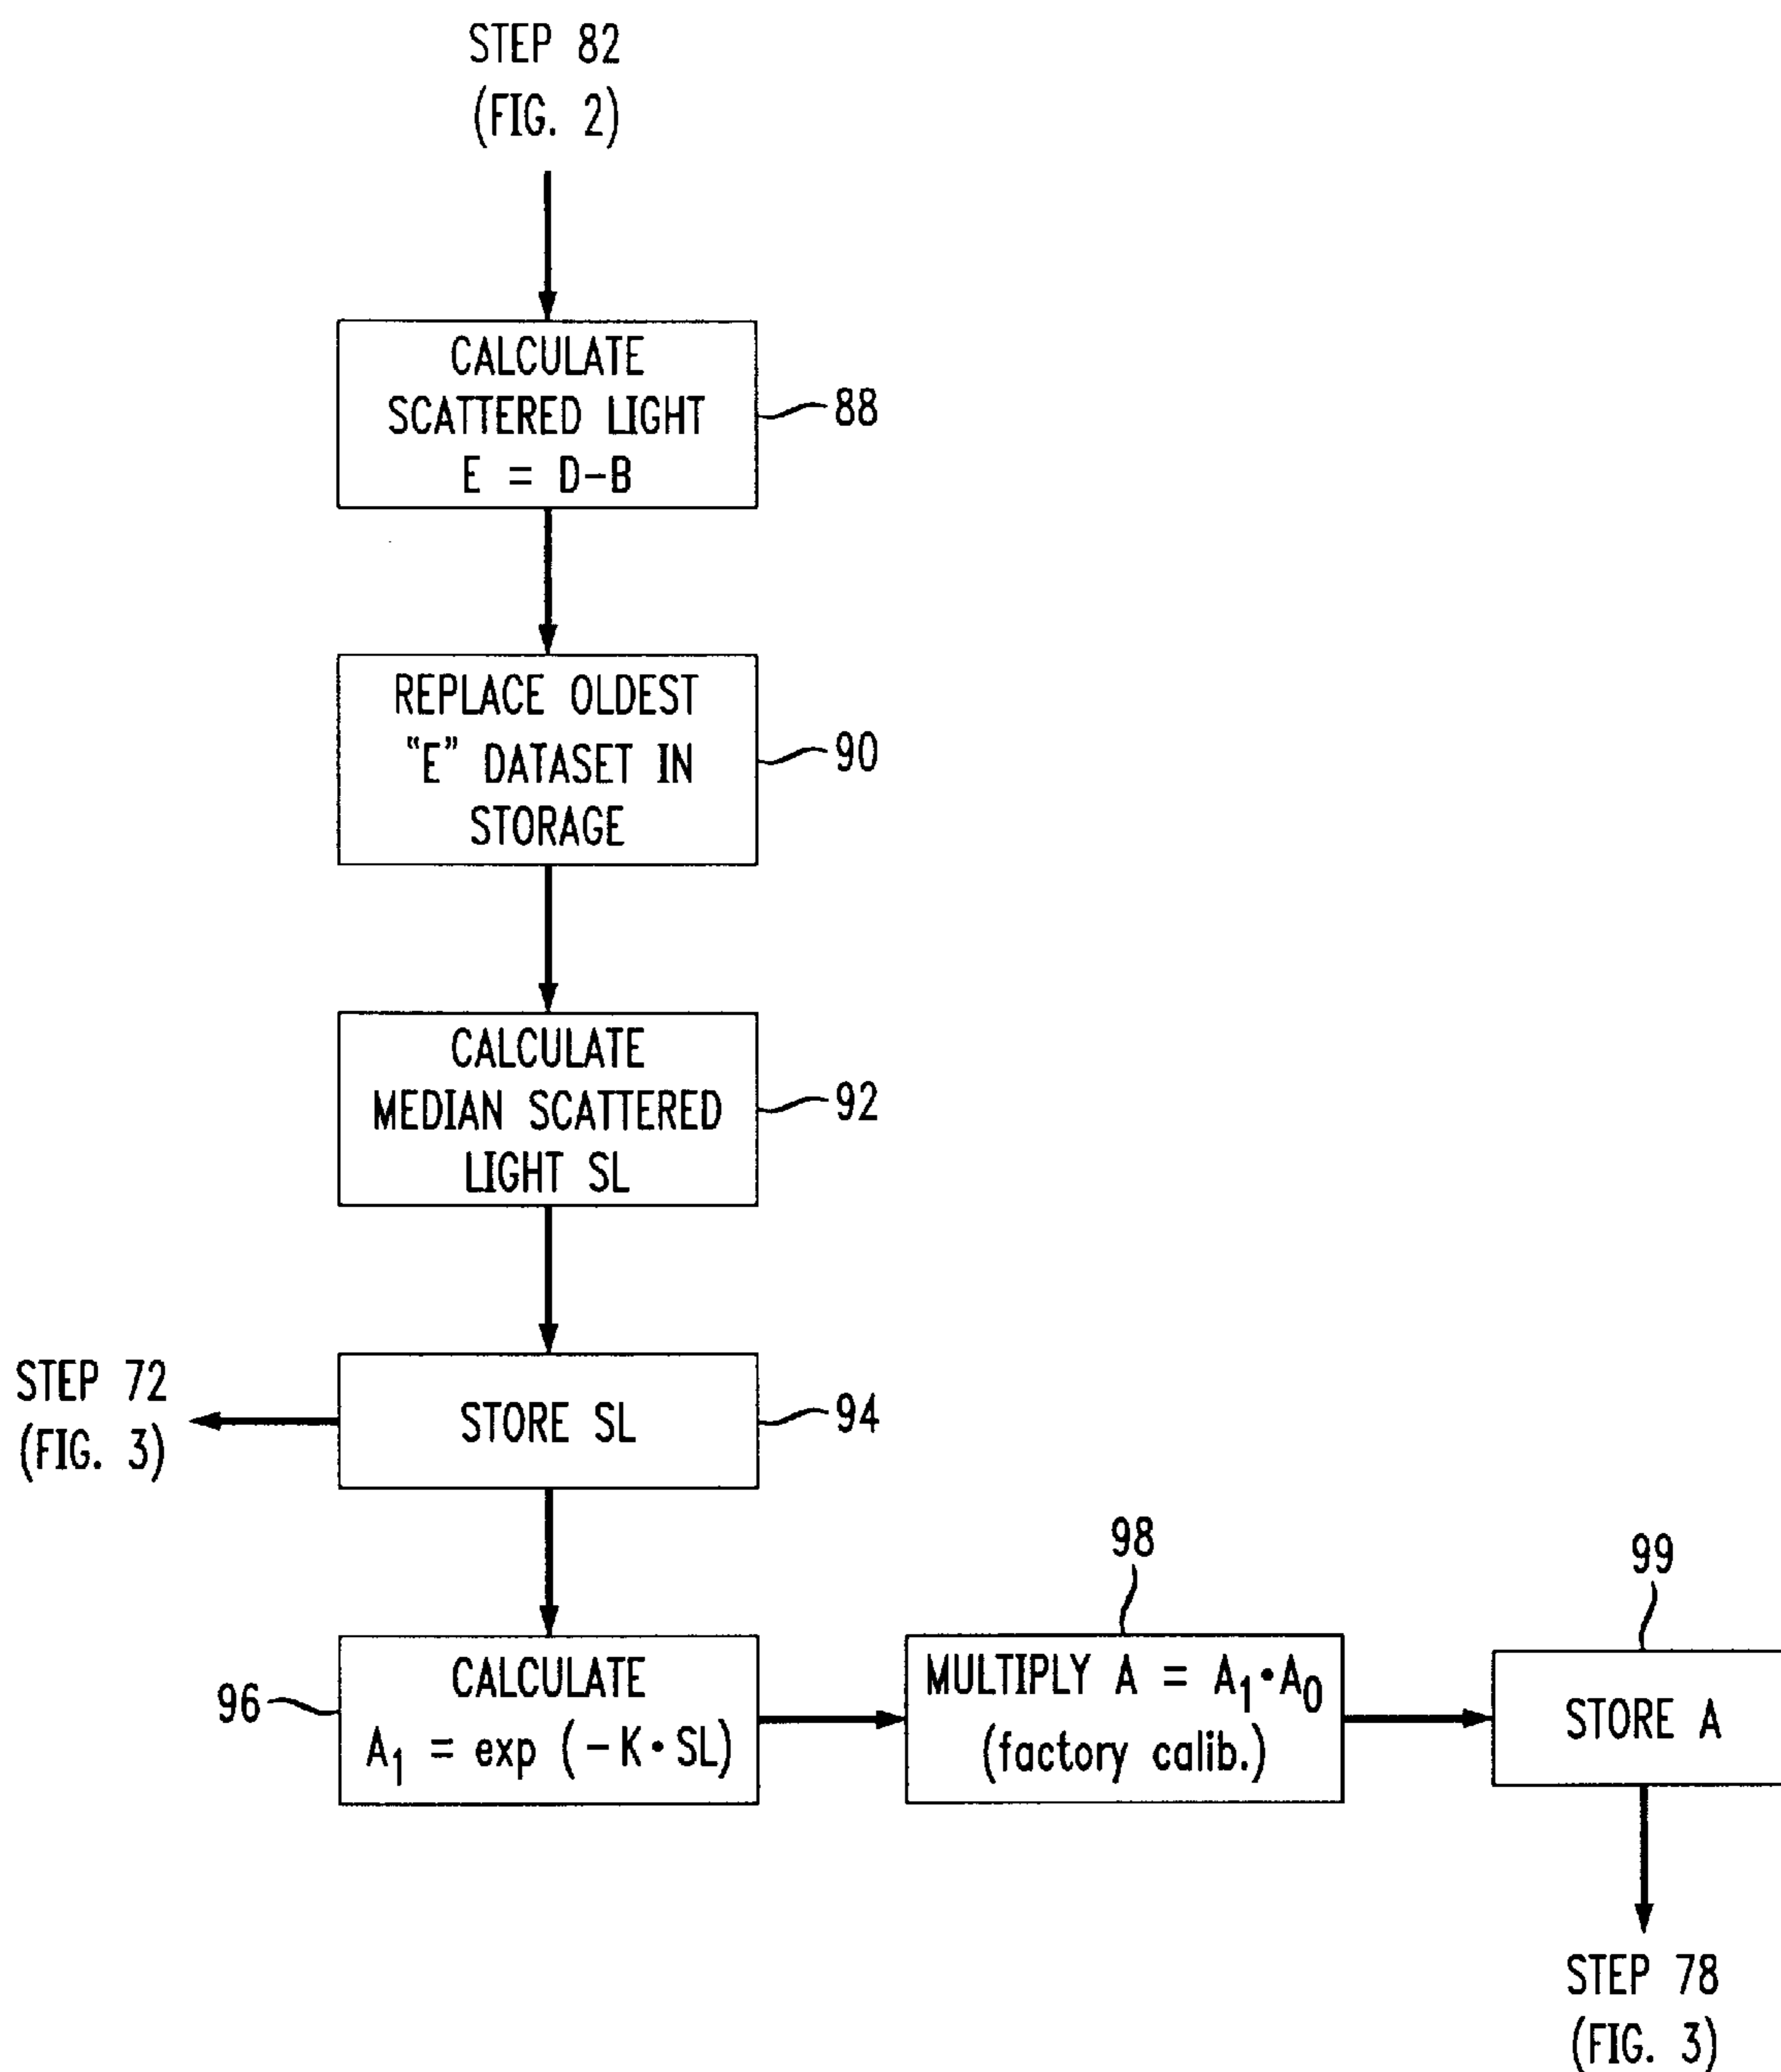 STEP 82
(FIG. 2)
CALCULATE
SCATTERED LIGHT
E = D-B
88
REPLACE OLDEST
"E" DATASET IN
STORAGE
90
CALCULATE
MEDIAN SCATTERED
LIGHT SL
92
STEP 72
(FIG. 3)
STORE SL
94
96
CALCULATE
A₁ = exp (-K•SL)
98
MULTIPLY A = A₁•A₀
(factory calib.)
99
STORE A
STEP 78
(FIG. 3)